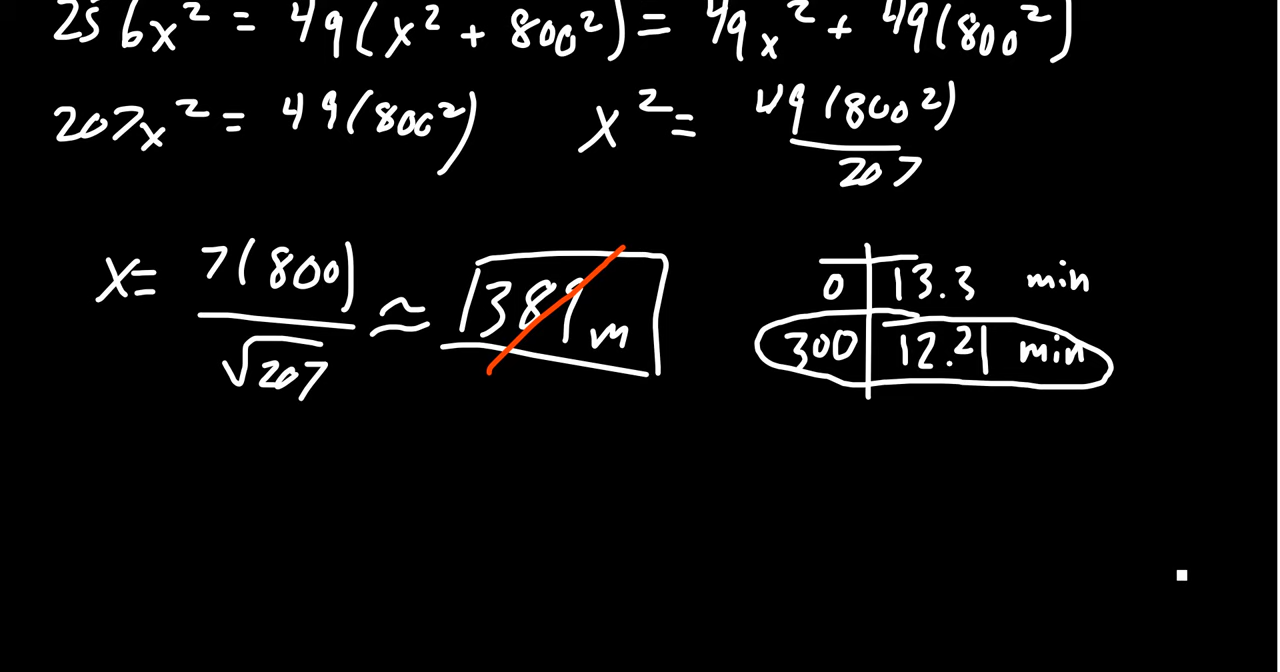 256x² = 49(x² + 800²) = 49x² + 49(800²)
207x² = 49(800²) x² = 49(800²)/207
x = 7(800)/√207 ≈ 1389 m
0 | 13.3 min
300 | 12.21 min